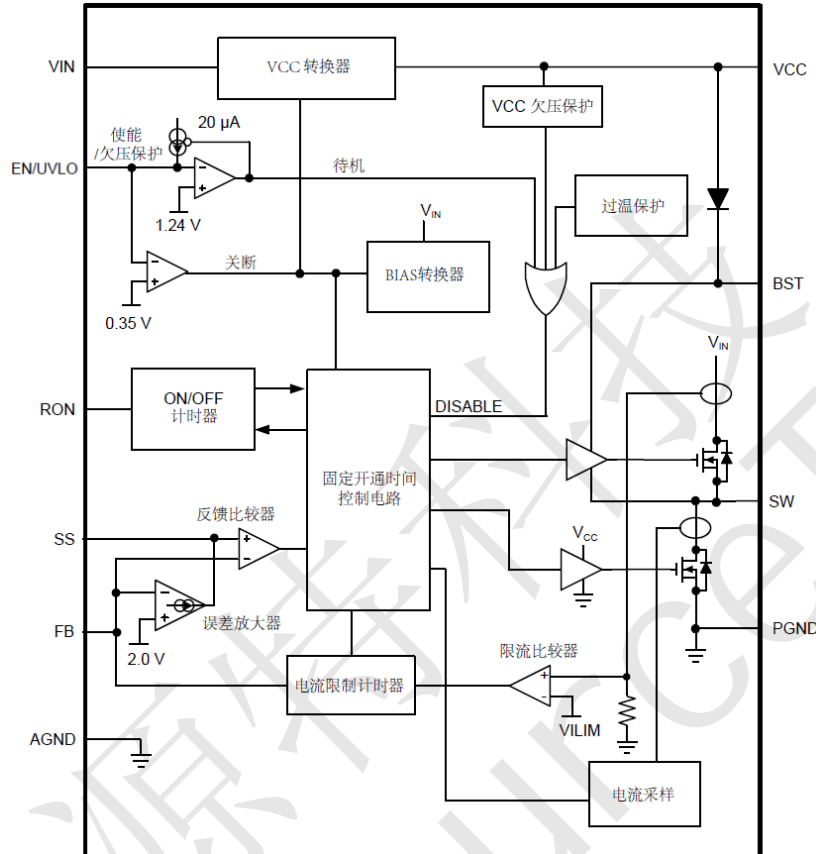 VIN
VCC 转换器
VCC
VCC 欠压保护
20 µA
使能
/欠压保护
EN/UVLO
待机
1.24 V
过温保护
VIN
关断
BIAS转换器
BST
0.35 V
VIN
ON/OFF
计时器
RON
DISABLE
固定开通时间
控制电路
SW
反馈比较器
SS
VCC
误差放大器
FB
PGND
2.0 V
限流比较器
电流限制计时器
VILIM
AGND
电流采样
源特科技
urceT